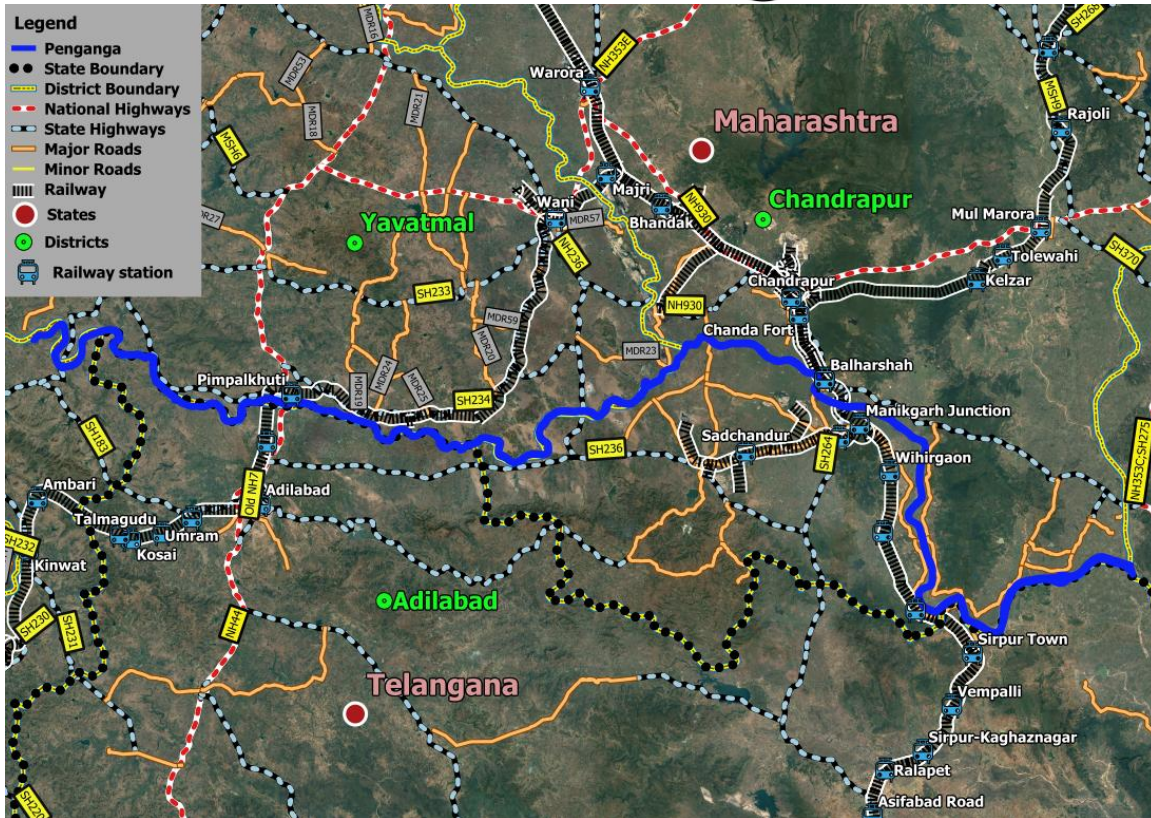 Legend
Penganga
State Boundary
District Boundary
National Highways
State Highways
Major Roads
Minor Roads
Railway
States
Districts
Railway station
MDR16
NH353E
SH268
Warora
MDR53
MDR21
MDR18
MSH9
Rajoli
Maharashtra
MSH6
Majri
Wani
MDR57
Bhandak
NH930
Chandrapur
Mul Marora
MDR27
Yavatmal
NH236
Tolewahi
SH370
Kelzar
SH233
Chandrapur
NH930
MDR59
Chanda Fort
MDR20
MDR23
Balharshah
Pimpalkhuti
MDR24
MDR19
MDR25
SH234
Manikgarh Junction
SH183
SH236
Sadchandur
SH264
Wihirgaon
NH353C;SH275
Ambari
Old NH7
Adilabad
Talmagudu
Umram
Kosai
SH232
Kinwat
Adilabad
SH230
SH231
NH44
Sirpur Town
Telangana
Vempalli
Sirpur-Kaghaznagar
Ralapet
SH220
Asifabad Road